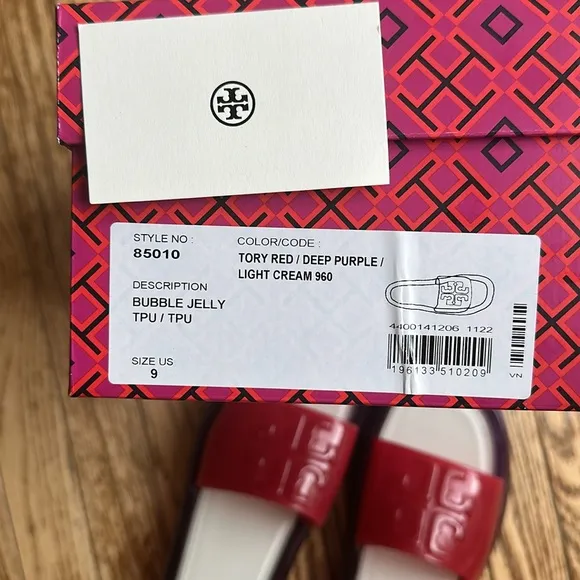 STYLE NO :
85010
COLOR/CODE :
TORY RED / DEEP PURPLE /
LIGHT CREAM 960
DESCRIPTION
BUBBLE JELLY
TPU / TPU
4400141206 1122
196133 510209
SIZE US
9
VN.